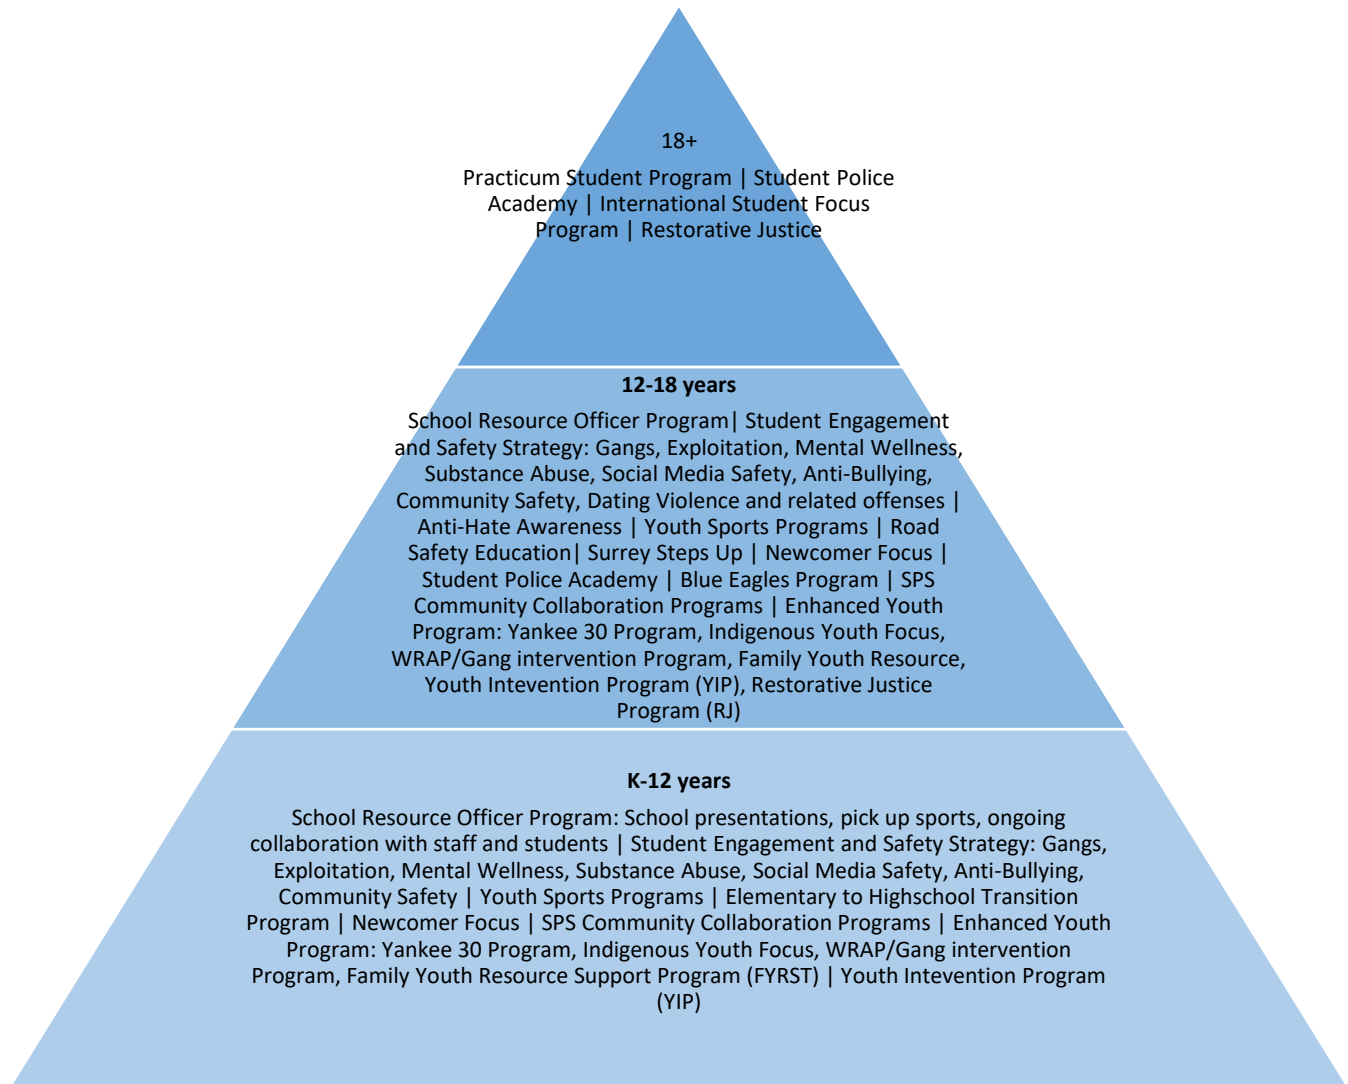 18+
Practicum Student Program | Student Police
Academy | International Student Focus
Program | Restorative Justice
12-18 years
School Resource Officer Program| Student Engagement
and Safety Strategy: Gangs, Exploitation, Mental Wellness,
Substance Abuse, Social Media Safety, Anti-Bullying,
Community Safety, Dating Violence and related offenses |
Anti-Hate Awareness | Youth Sports Programs | Road
Safety Education| Surrey Steps Up | Newcomer Focus |
Student Police Academy | Blue Eagles Program | SPS
Community Collaboration Programs | Enhanced Youth
Program: Yankee 30 Program, Indigenous Youth Focus,
WRAP/Gang intervention Program, Family Youth Resource,
Youth Intevention Program (YIP), Restorative Justice
Program (RJ)
K-12 years
School Resource Officer Program: School presentations, pick up sports, ongoing
collaboration with staff and students | Student Engagement and Safety Strategy: Gangs,
Exploitation, Mental Wellness, Substance Abuse, Social Media Safety, Anti-Bullying,
Community Safety | Youth Sports Programs | Elementary to Highschool Transition
Program | Newcomer Focus | SPS Community Collaboration Programs | Enhanced Youth
Program: Yankee 30 Program, Indigenous Youth Focus, WRAP/Gang intervention
Program, Family Youth Resource Support Program (FYRST) | Youth Intevention Program
(YIP)